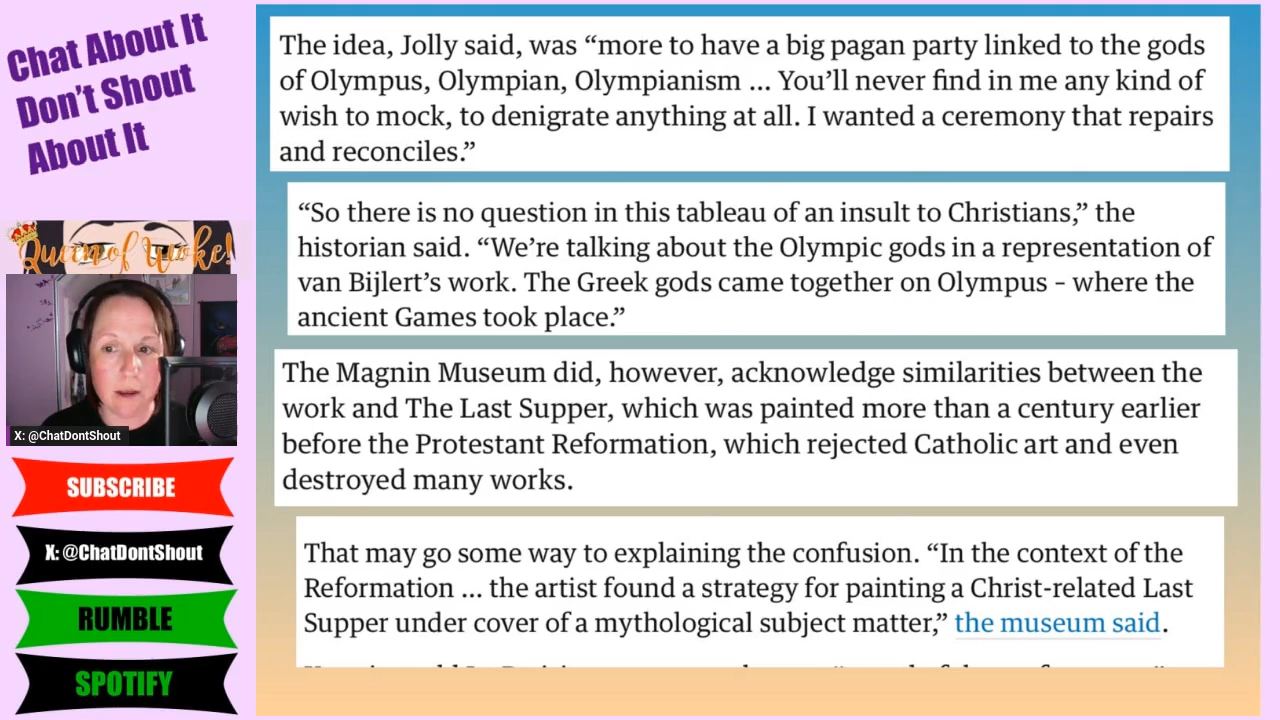 Chat About It
Don't Shout
About It
Queen of Woke!
X: @ChatDontShout
SUBSCRIBE
X: @ChatDontShout
RUMBLE
SPOTIFY
The idea, Jolly said, was “more to have a big pagan party linked to the gods
of Olympus, Olympian, Olympianism ... You’ll never find in me any kind of
wish to mock, to denigrate anything at all. I wanted a ceremony that repairs
and reconciles.”
“So there is no question in this tableau of an insult to Christians,” the
historian said. “We’re talking about the Olympic gods in a representation of
van Bijlert’s work. The Greek gods came together on Olympus – where the
ancient Games took place.”
The Magnin Museum did, however, acknowledge similarities between the
work and The Last Supper, which was painted more than a century earlier
before the Protestant Reformation, which rejected Catholic art and even
destroyed many works.
That may go some way to explaining the confusion. “In the context of the
Reformation ... the artist found a strategy for painting a Christ-related Last
Supper under cover of a mythological subject matter,” the museum said.